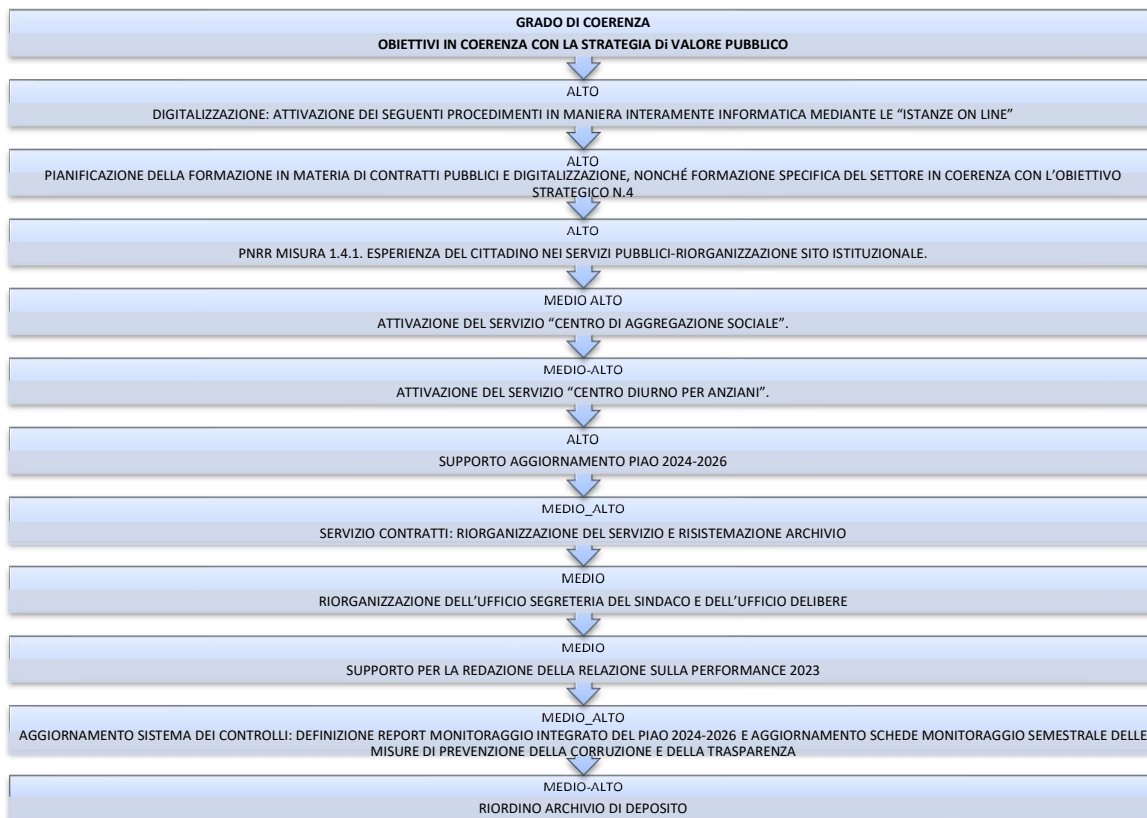 GRADO DI COERENZA
OBIETTIVI IN COERENZA CON LA STRATEGIA Di VALORE PUBBLICO
ALTO
DIGITALIZZAZIONE: ATTIVAZIONE DEI SEGUENTI PROCEDIMENTI IN MANIERA INTERAMENTE INFORMATICA MEDIANTE LE “ISTANZE ON LINE”
ALTO
PIANIFICAZIONE DELLA FORMAZIONE IN MATERIA DI CONTRATTI PUBBLICI E DIGITALIZZAZIONE, NONCHÉ FORMAZIONE SPECIFICA DEL SETTORE IN COERENZA CON L’OBIETTIVO
STRATEGICO N.4
ALTO
PNRR MISURA 1.4.1. ESPERIENZA DEL CITTADINO NEI SERVIZI PUBBLICI-RIORGANIZZAZIONE SITO ISTITUZIONALE.
MEDIO ALTO
ATTIVAZIONE DEL SERVIZIO “CENTRO DI AGGREGAZIONE SOCIALE”.
MEDIO-ALTO
ATTIVAZIONE DEL SERVIZIO “CENTRO DIURNO PER ANZIANI”.
ALTO
SUPPORTO AGGIORNAMENTO PIAO 2024-2026
MEDIO_ALTO
SERVIZIO CONTRATTI: RIORGANIZZAZIONE DEL SERVIZIO E RISISTEMAZIONE ARCHIVIO
MEDIO
RIORGANIZZAZIONE DELL’UFFICIO SEGRETERIA DEL SINDACO E DELL’UFFICIO DELIBERE
MEDIO
SUPPORTO PER LA REDAZIONE DELLA RELAZIONE SULLA PERFORMANCE 2023
MEDIO_ALTO
AGGIORNAMENTO SISTEMA DEI CONTROLLI: DEFINIZIONE REPORT MONITORAGGIO INTEGRATO DEL PIAO 2024-2026 E AGGIORNAMENTO SCHEDE MONITORAGGIO SEMESTRALE DELLE
MISURE DI PREVENZIONE DELLA CORRUZIONE E DELLA TRASPARENZA
MEDIO-ALTO
RIORDINO ARCHIVIO DI DEPOSITO